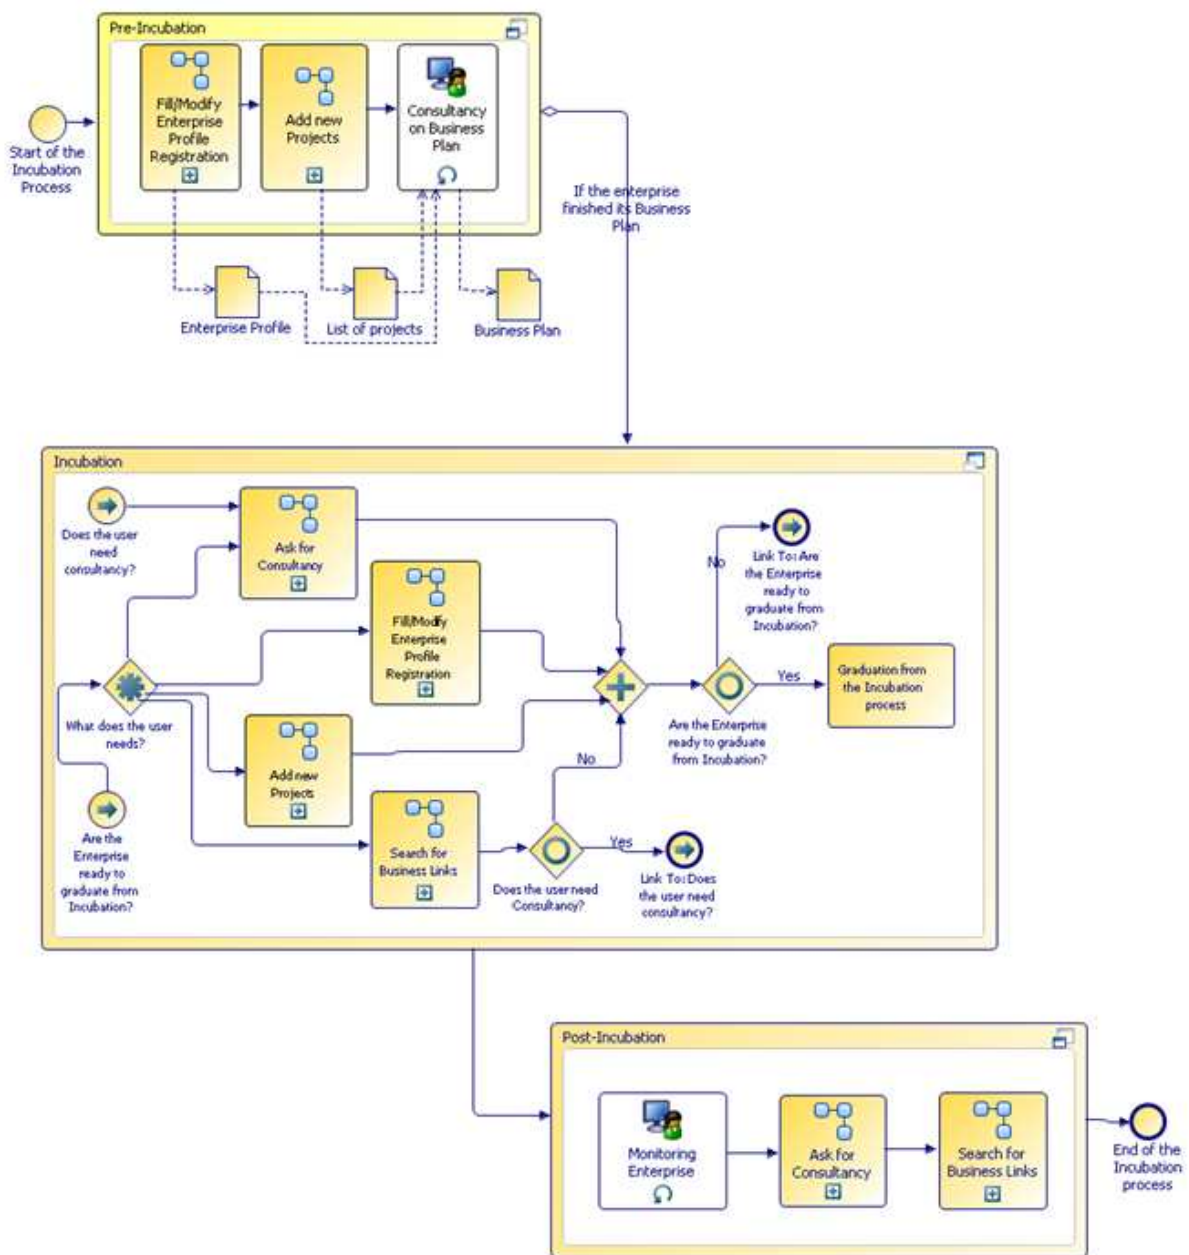 Pre-Incubation
Fill/Modify
Enterprise
Profile
Registration
Add new
Projects
Consultancy
on Business
Plan
Start of the
Incubation
Process
If the enterprise
finished its Business
Plan
Enterprise Profile
List of projects
Business Plan
Incubation
Does the user
need
consultancy?
Ask for
Consultancy
Fill/Modify
Enterprise
Profile
Registration
What does the user
needs?
Add new
Projects
Are the
Enterprise
ready to
graduate from
Incubation?
Search for
Business Links
Does the user need
Consultancy?
No
Yes
Link To: Does
the user need
consultancy?
Are the Enterprise
ready to graduate
from Incubation?
No
Link To: Are
the Enterprise
ready to
graduate from
Incubation?
Yes
Graduation from
the Incubation
process
Post-Incubation
Monitoring
Enterprise
Ask for
Consultancy
Search for
Business Links
End of the
Incubation
process